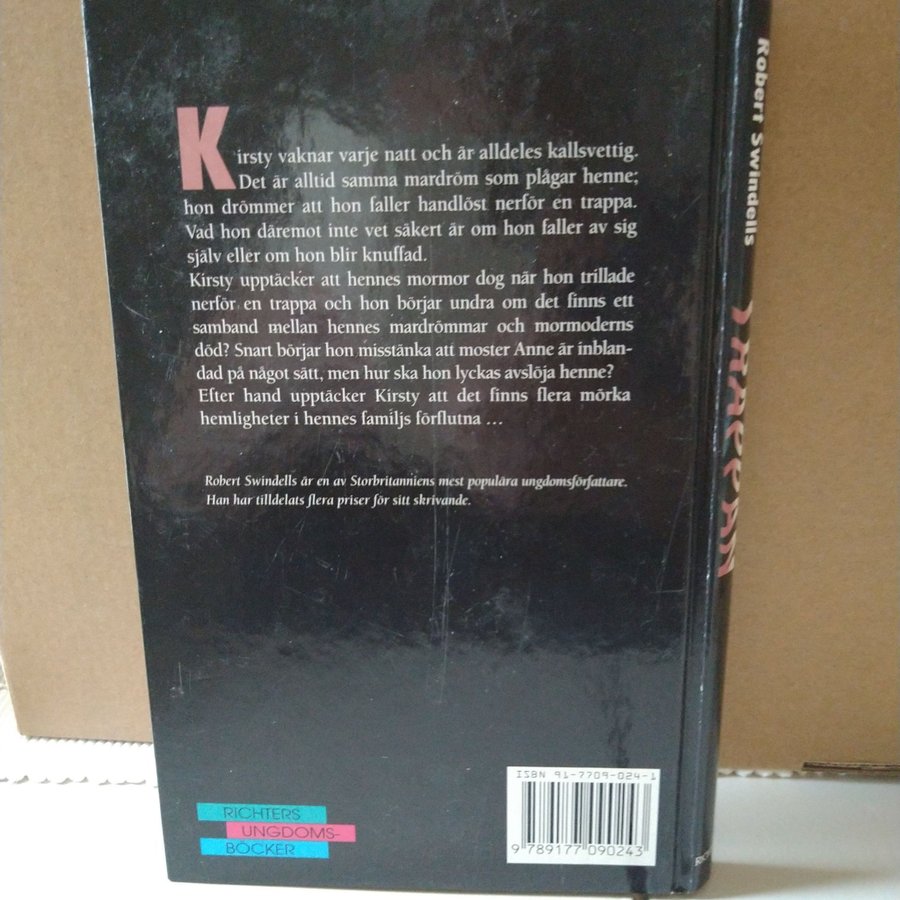 Kirsty vaknar varje natt och är alldeles kallsvettig.
Det är alltid samma mardröm som plågar henne;
hon drömmer att hon faller handlöst nerför en trappa.
Vad hon däremot inte vet säkert är om hon faller av sig
själv eller om hon blir knuffad.
Kirsty upptäcker att hennes mormor dog när hon trillade
nerför en trappa och hon börjar undra om det finns ett
samband mellan hennes mardrömmar och mormoderns
död? Snart börjar hon misstänka att moster Anne är inblan-
dad på något sätt, men hur ska hon lyckas avslöja henne?
Efter hand upptäcker Kirsty att det finns flera mörka
hemligheter i hennes familjs förflutna ...
Robert Swindells är en av Storbritanniens mest populära ungdomsförfattare.
Han har tilldelats flera priser för sitt skrivande.
RICHTERS
UNGDOMS-
BÖCKER
ISBN 91-7709-024-1
9 789177 090243
Robert Swindells